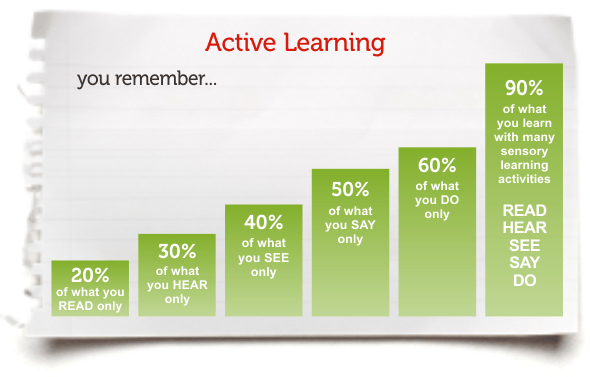 Active Learning
you remember...
20%
of what you
READ only
30%
of what
you HEAR
only
40%
of what
you SEE
only
50%
of what
you SAY
only
60%
of what
you DO
only
90%
of what
you learn
with many
sensory
learning
activities
READ
HEAR
SEE
SAY
DO